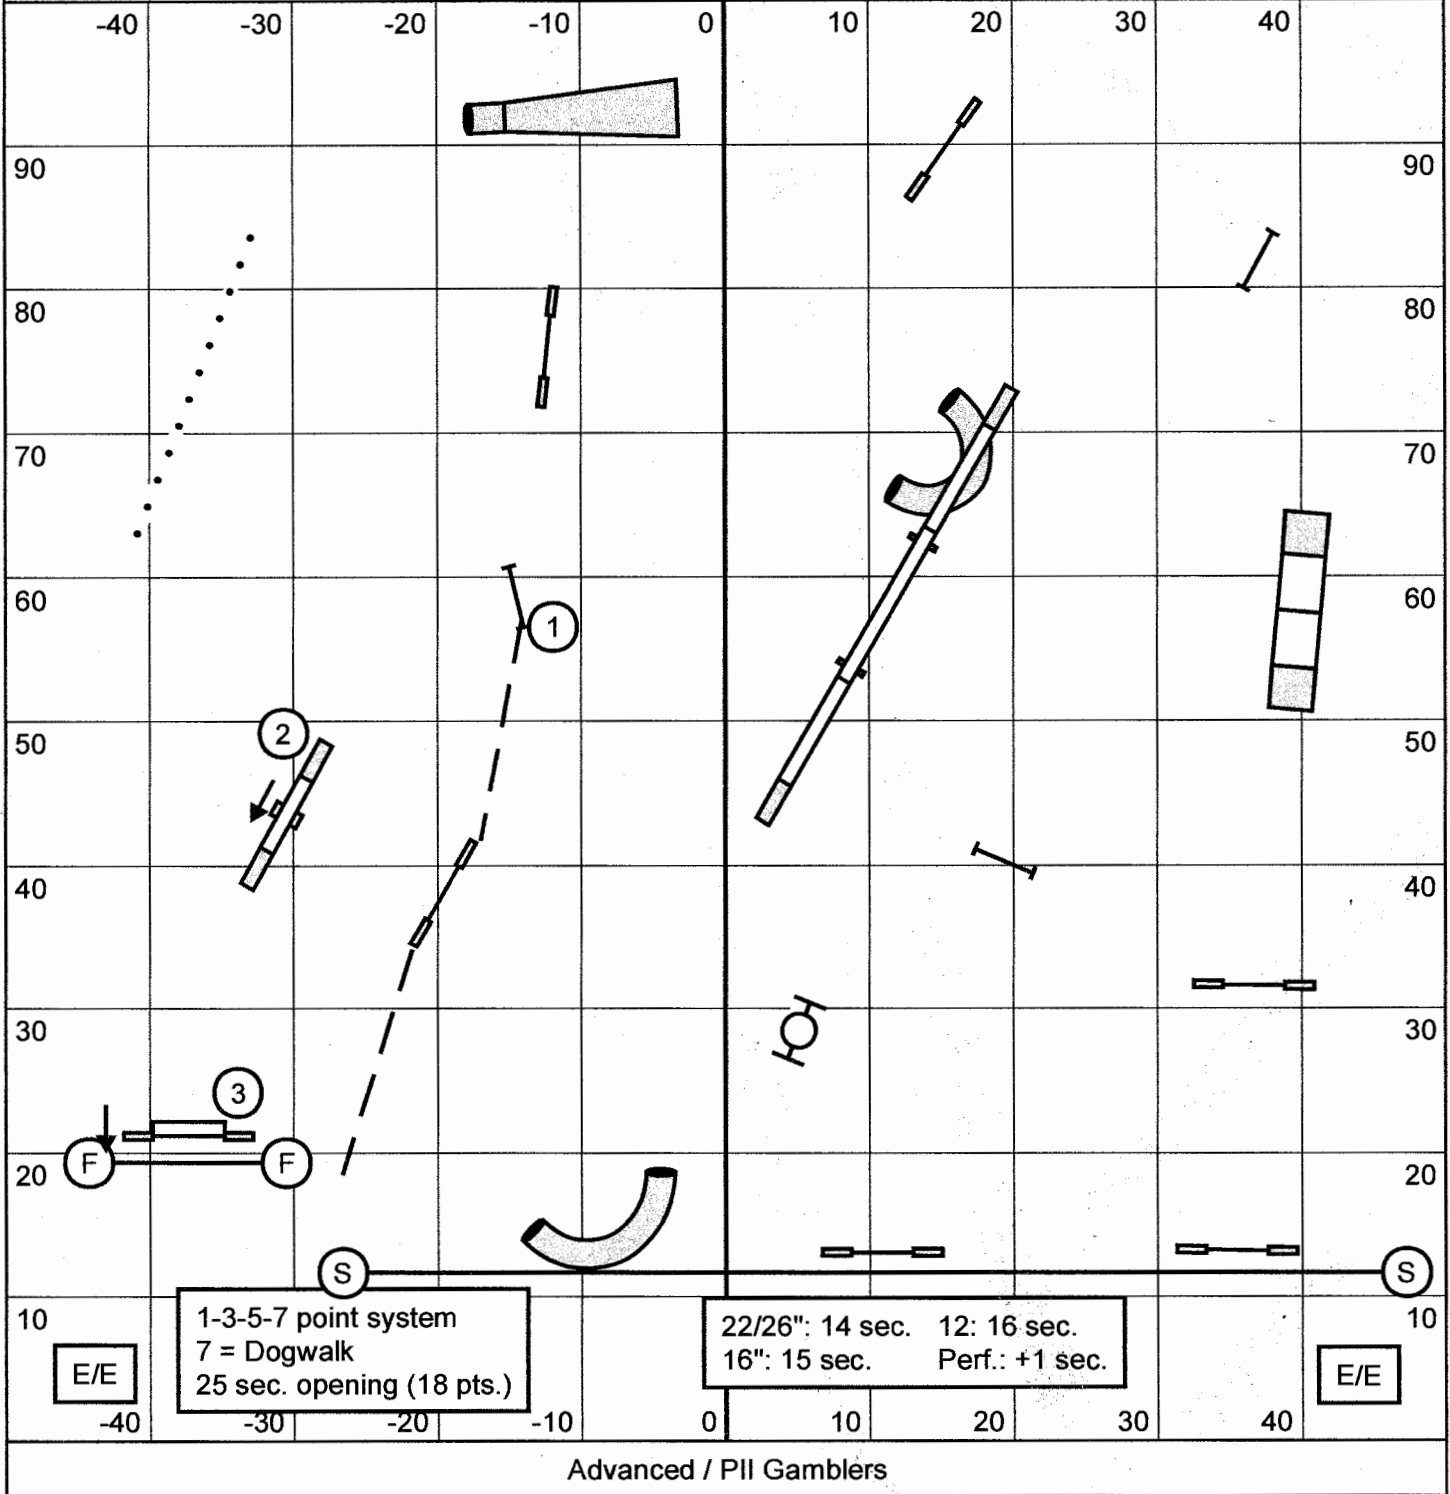 -40 -30 -20 -10 0 10 20 30 40
90 90
80 80
70 70
60 60
1
2
50 50
40 40
30 30
3
F F
20 20
S S
1-3-5-7 point system
7 = Dogwalk
25 sec. opening (18 pts.)
22/26": 14 sec. 12: 16 sec.
16": 15 sec. Perf.: +1 sec.
10 10
E/E E/E
-40 -30 -20 -10 0 10 20 30 40
Advanced / PII Gamblers